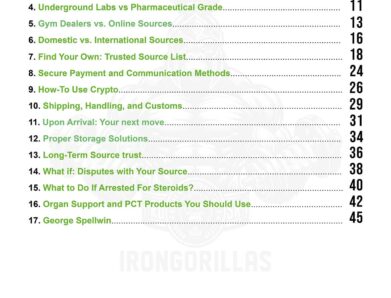 4. Underground Labs vs Pharmaceutical Grade 11
5. Gym Dealers vs. Online Sources 13
6. Domestic vs. International Sources 16
7. Find Your Own: Trusted Source List 18
8. Secure Payment and Communication Methods 24
9. How-To Use Crypto 26
10. Shipping, Handling, and Customs 29
11. Upon Arrival: Your next move 31
12. Proper Storage Solutions 34
13. Long-Term Source trust 36
14. What if: Disputes with Your Source 38
15. What to Do If Arrested For Steroids? 40
16. Organ Support and PCT Products You Should Use 42
17. George Spellwin 45
IRONGORILLAS